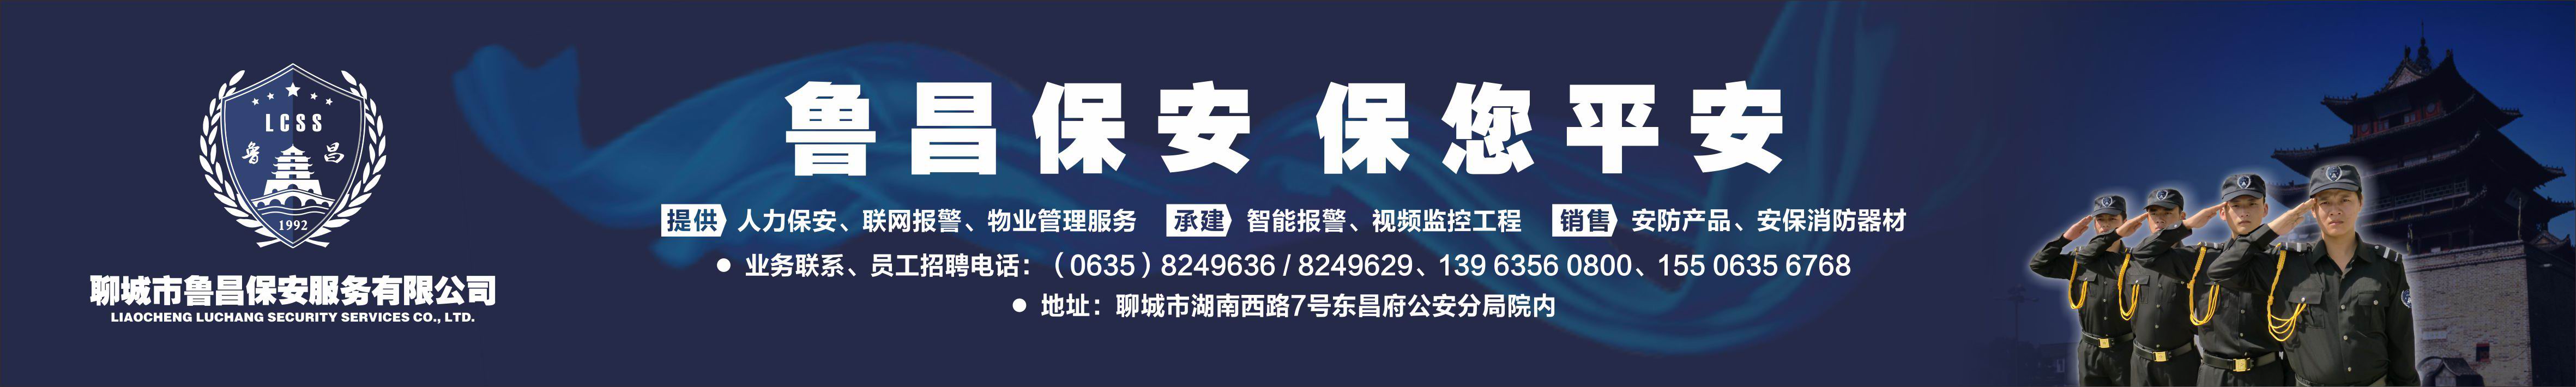 LCSS
鲁 昌
1992
聊城市鲁昌保安服务有限公司
LIAOCHENG LUCHANG SECURITY SERVICES CO., LTD.
鲁昌保安 保您平安
提供 人力保安、联网报警、物业管理服务 承建 智能报警、视频监控工程 销售 安防产品、安保消防器材
● 业务联系、员工招聘电话：（0635）8249636 / 8249629、139 6356 0800、155 0635 6768
● 地址：聊城市湖南西路7号东昌府公安分局院内